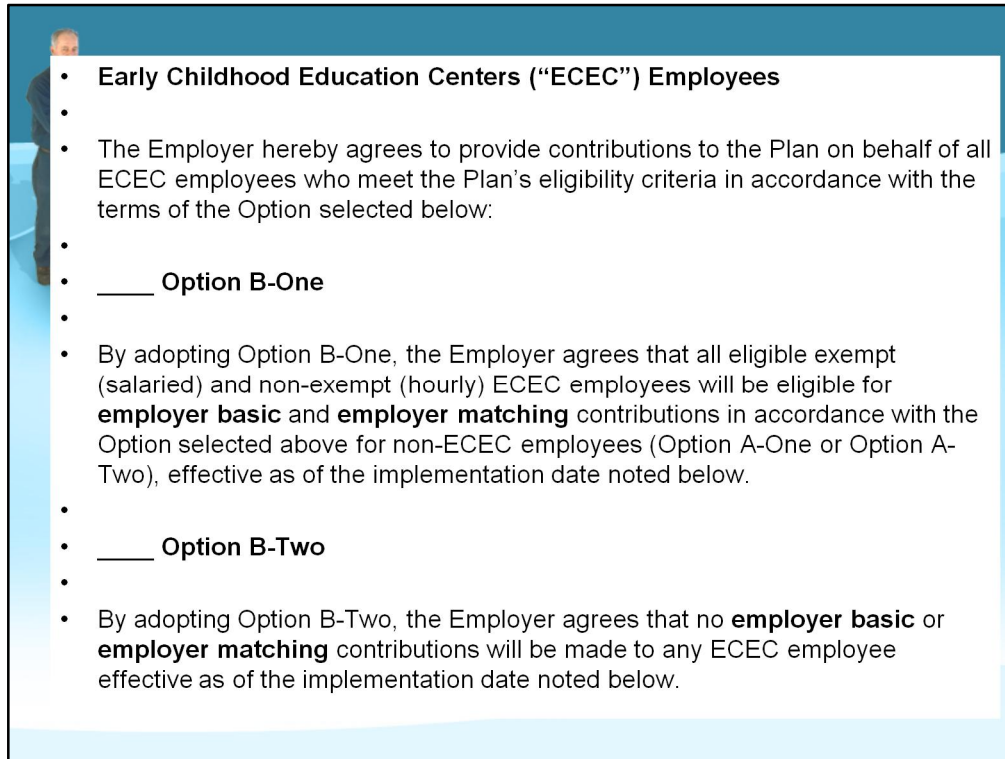 • Early Childhood Education Centers (“ECEC”) Employees
•
• The Employer hereby agrees to provide contributions to the Plan on behalf of all
ECEC employees who meet the Plan’s eligibility criteria in accordance with the
terms of the Option selected below:
•
• ____ Option B-One
•
• By adopting Option B-One, the Employer agrees that all eligible exempt
(salaried) and non-exempt (hourly) ECEC employees will be eligible for
employer basic and employer matching contributions in accordance with the
Option selected above for non-ECEC employees (Option A-One or Option A-
Two), effective as of the implementation date noted below.
•
• ____ Option B-Two
•
• By adopting Option B-Two, the Employer agrees that no employer basic or
employer matching contributions will be made to any ECEC employee
effective as of the implementation date noted below.